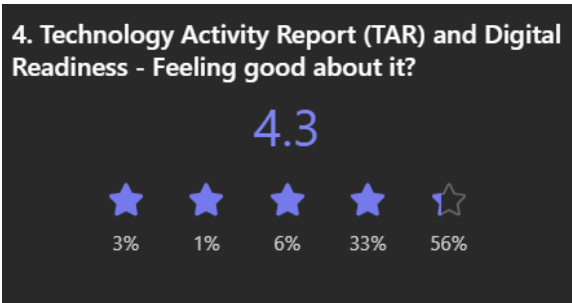 4. Technology Activity Report (TAR) and Digital
Readiness - Feeling good about it?
4.3
3% 1% 6% 33% 56%